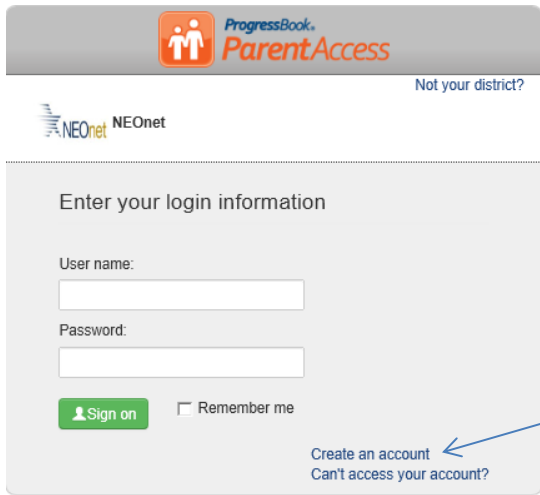 ProgressBook®
ParentAccess
Not your district?
NEOnet NEOnet
Enter your login information
User name:
Password:
Sign on Remember me
Create an account
Can't access your account?